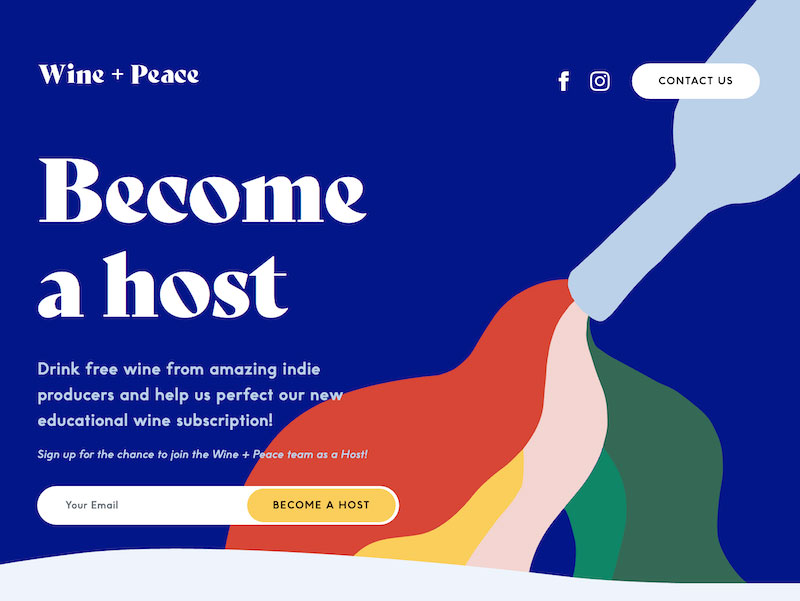 Wine + Peace
CONTACT US
Become
a host
Drink free wine from amazing indie
producers and help us perfect our new
educational wine subscription!
Sign up for the chance to join the Wine + Peace team as a Host!
Your Email
BECOME A HOST